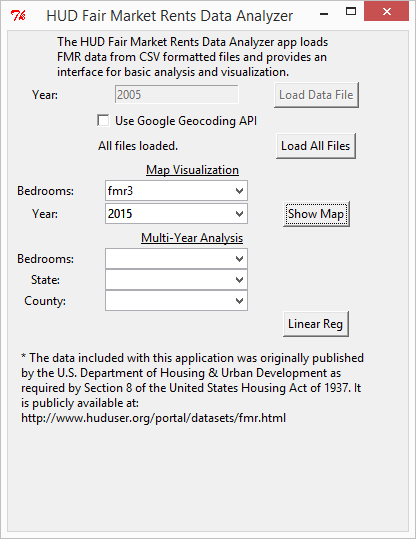 HUD Fair Market Rents Data Analyzer
The HUD Fair Market Rents Data Analyzer app loads
FMR data from CSV formatted files and provides an
interface for basic analysis and visualization.
Year: 2005 Load Data File
Use Google Geocoding API
All files loaded. Load All Files
Map Visualization
Bedrooms: fmr3
Year: 2015 Show Map
Multi-Year Analysis
Bedrooms:
State:
County:
Linear Reg
* The data included with this application was originally published
by the U.S. Department of Housing & Urban Development as
required by Section 8 of the United States Housing Act of 1937. It
is publicly available at:
http://www.huduser.org/portal/datasets/fmr.html